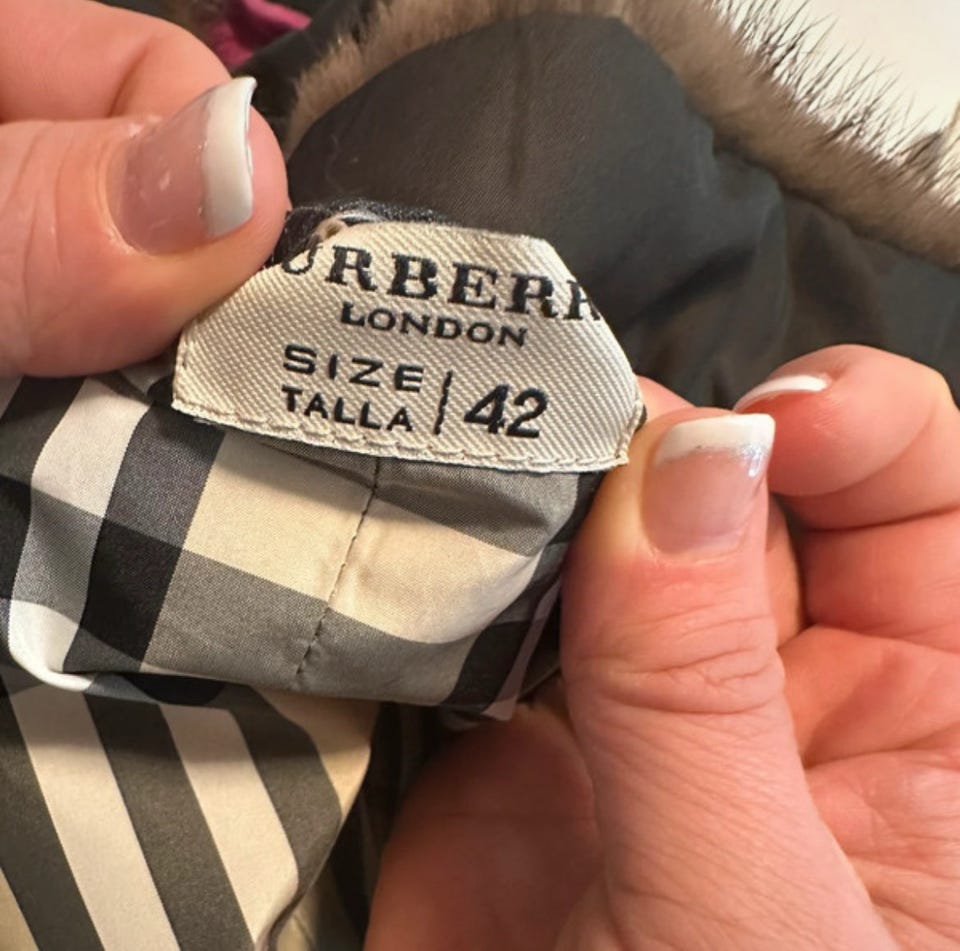 URBERR
LONDON
SIZE
TALLA | 42